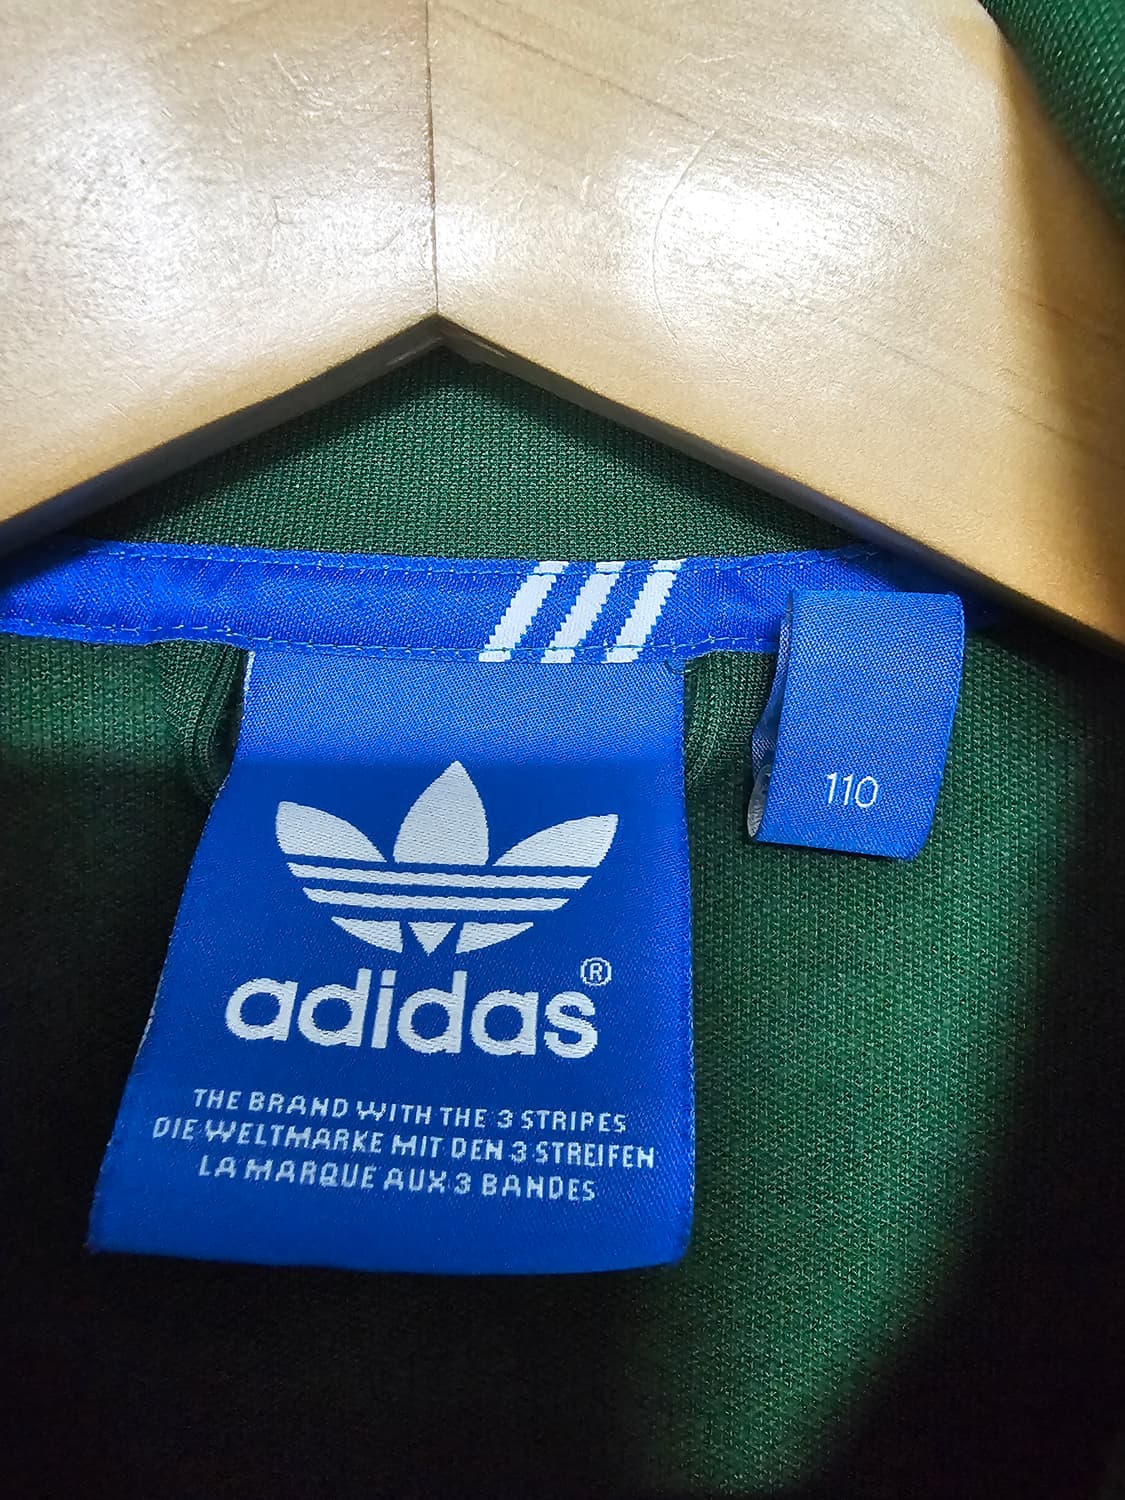 110
adidas®
THE BRAND WITH THE 3 STRIPES
DIE WELTMARKE MIT DEN 3 STREIFEN
LA MARQUE AUX 3 BANDES